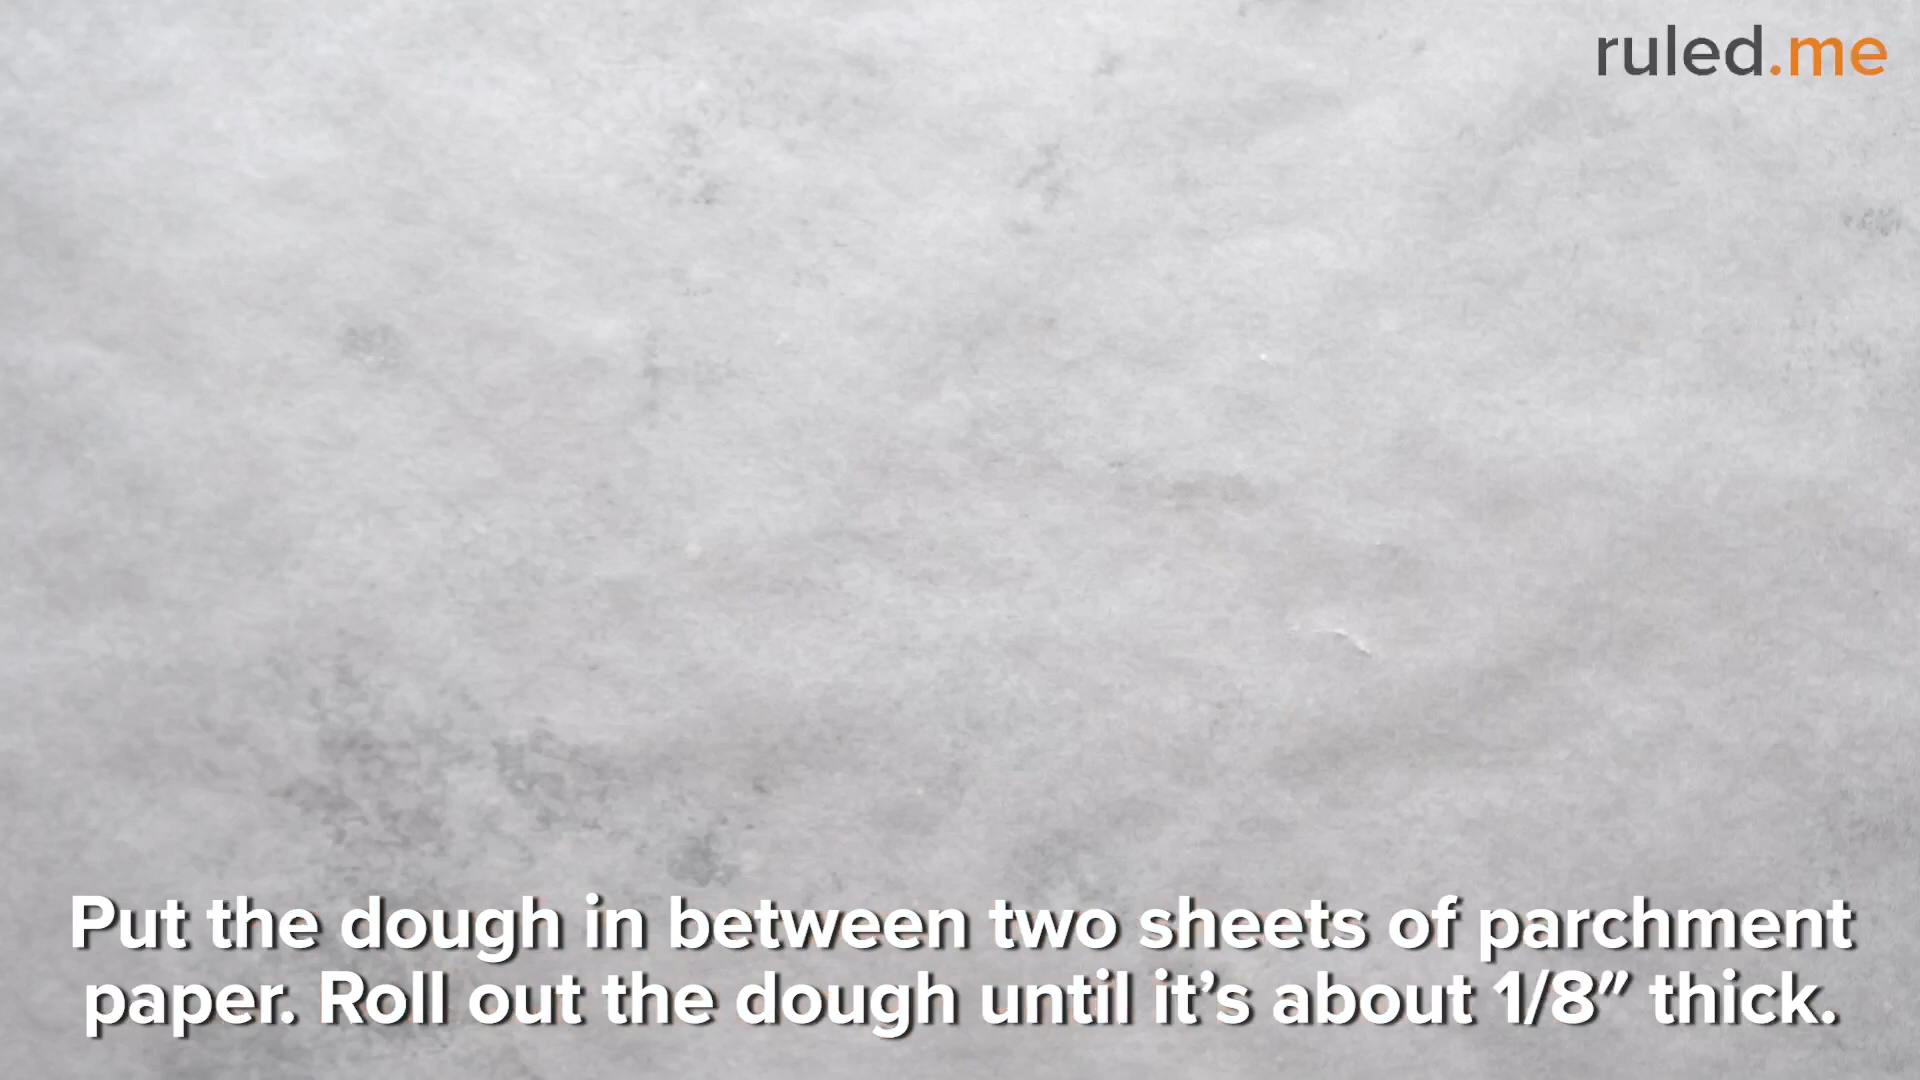 ruled.me
Put the dough in between two sheets of parchment
paper. Roll out the dough until it’s about 1/8″ thick.